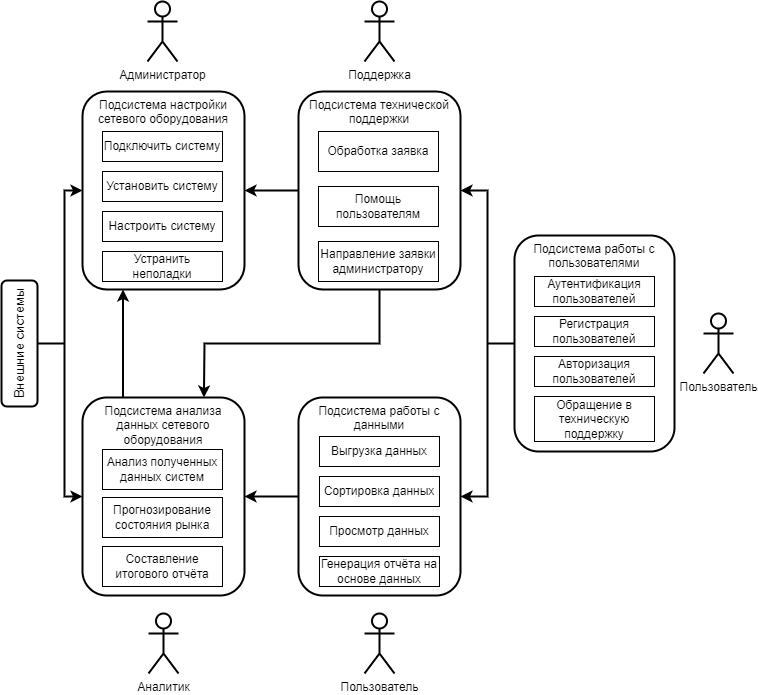 Администратор
Поддержка
Подсистема настройки
сетевого оборудования
Подключить систему
Установить систему
Настроить систему
Устранить
неполадки
Подсистема технической
поддержки
Обработка заявка
Помощь
пользователям
Направление заявки
администратору
Подсистема работы с
пользователями
Аутентификация
пользователей
Регистрация
пользователей
Авторизация
пользователей
Обращение в
техническую
поддержку
Пользователь
Внешние системы
Подсистема анализа
данных сетевого
оборудования
Анализ полученных
данных систем
Прогнозирование
состояния рынка
Составление
итогового отчёта
Подсистема работы с
данными
Выгрузка данных
Сортировка данных
Просмотр данных
Генерация отчёта на
основе данных
Аналитик
Пользователь